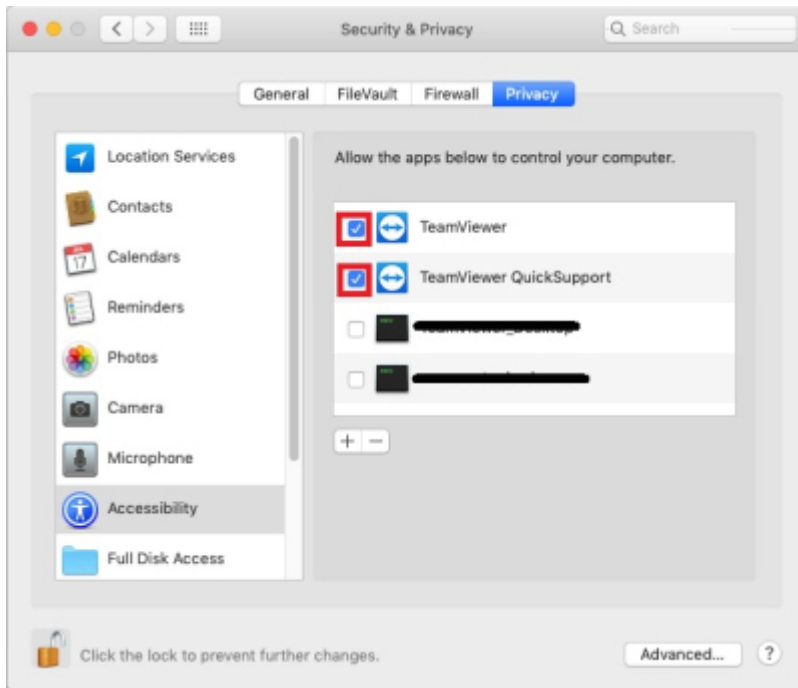 Security & Privacy
Search
General FileVault Firewall Privacy
Location Services
Contacts
JUL
17
Calendars
Reminders
Photos
Camera
Microphone
Accessibility
Full Disk Access
Allow the apps below to control your computer.
TeamViewer
TeamViewer QuickSupport
+ −
Click the lock to prevent further changes.
Advanced... ?